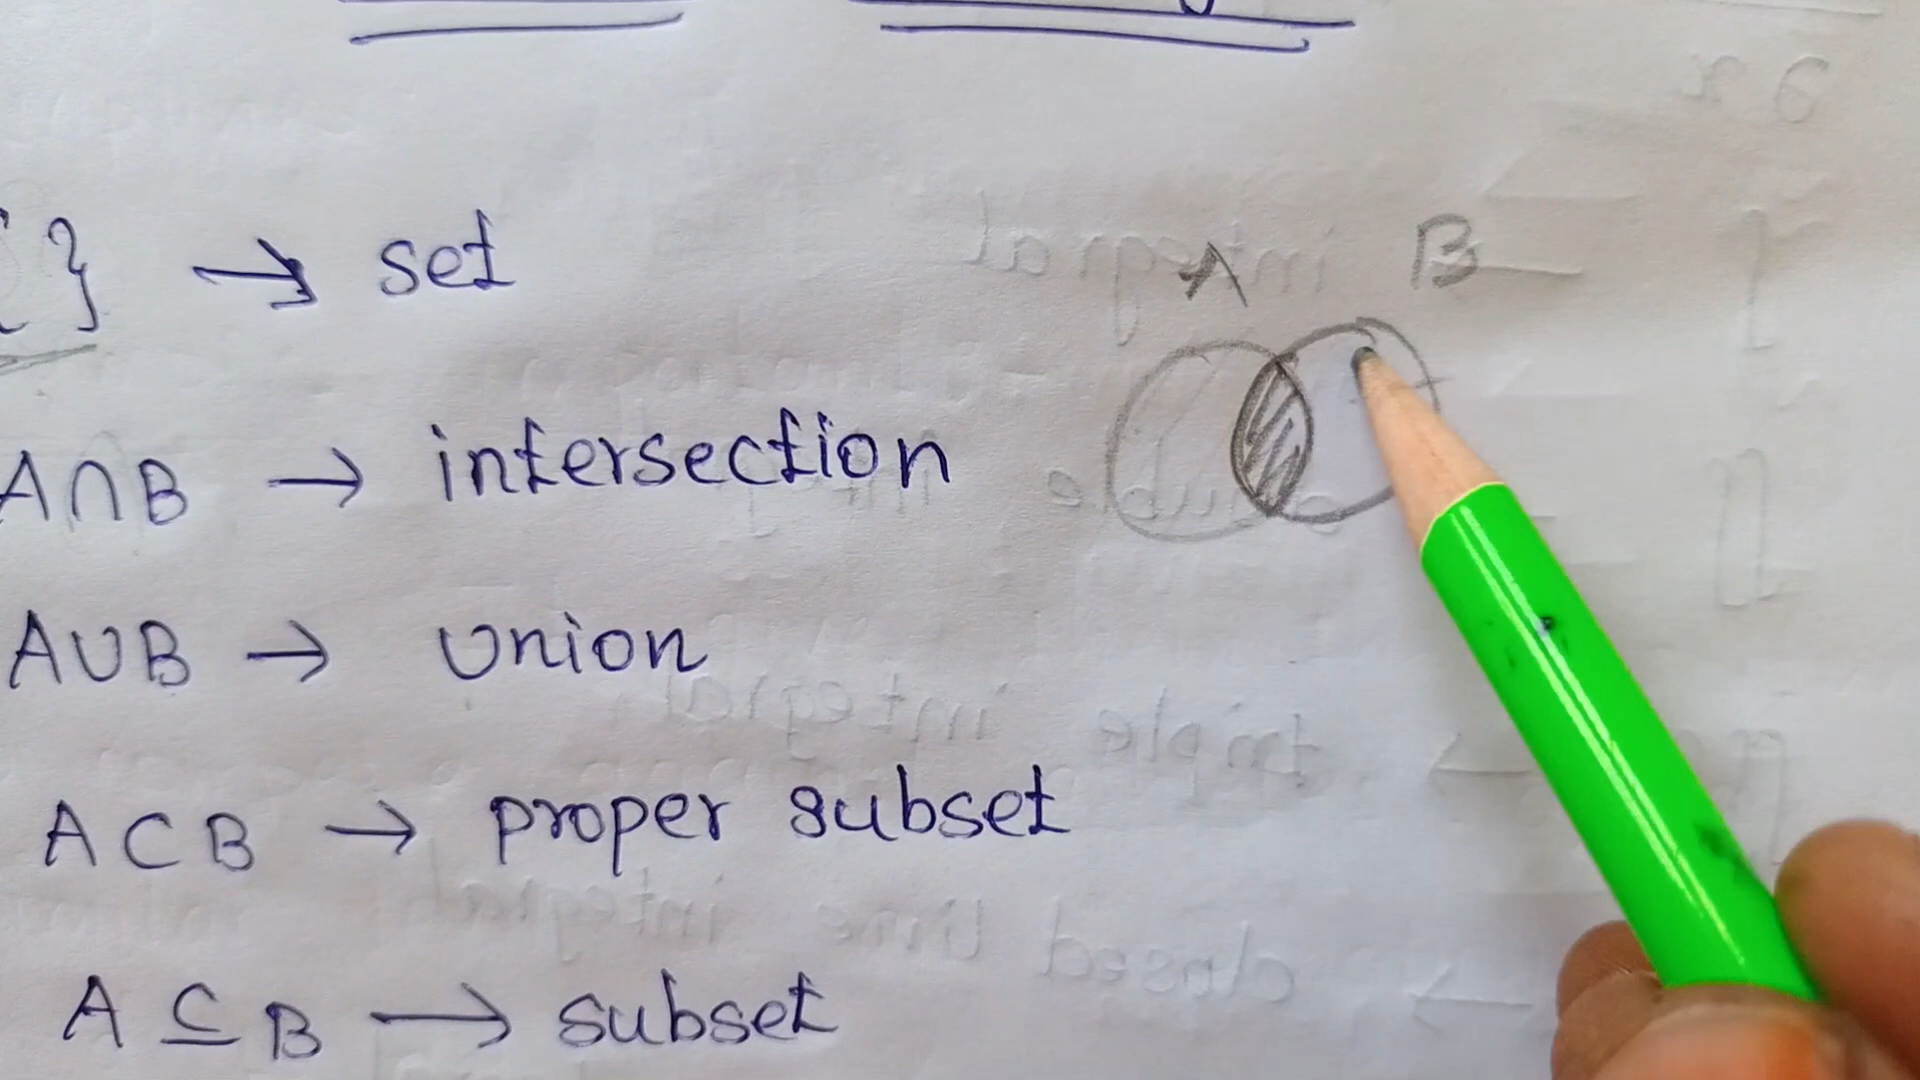 { } → set
A B
A∩B → intersection
A∪B → Union
A⊂B → proper subset
A⊆B → subset